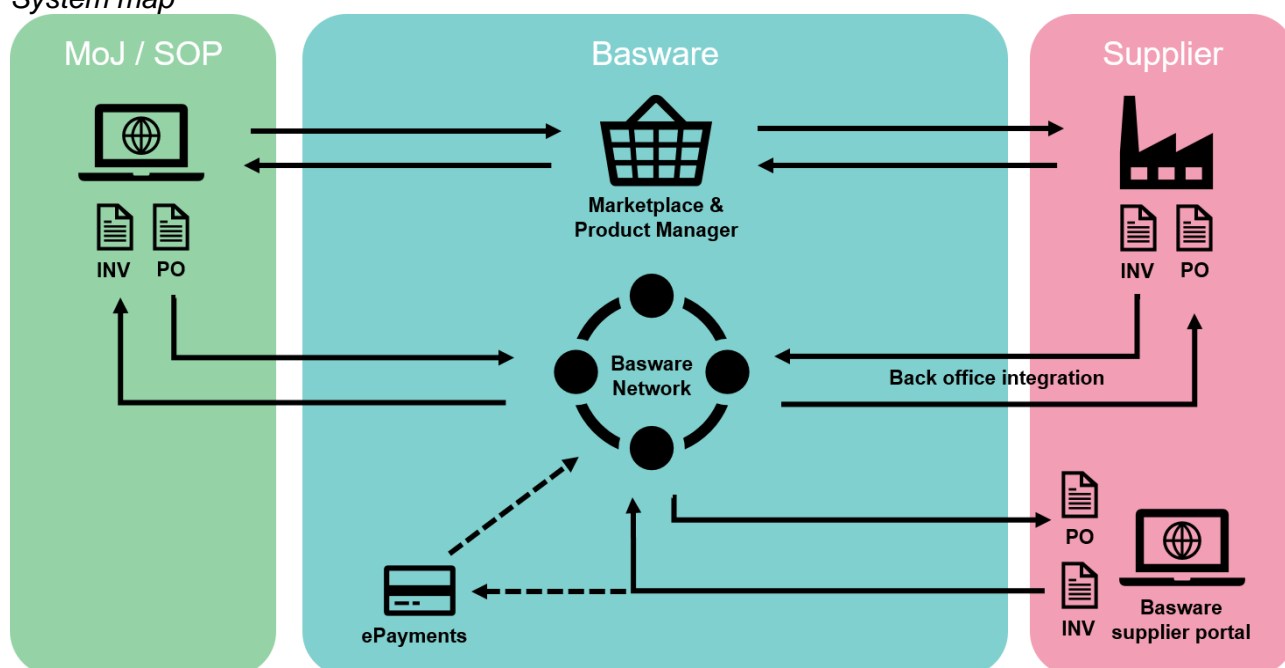 System map
MoJ / SOP
Basware
Supplier
Marketplace &
Product Manager
INV
PO
INV
PO
Basware
Network
Back office integration
PO
INV
Basware
supplier portal
ePayments